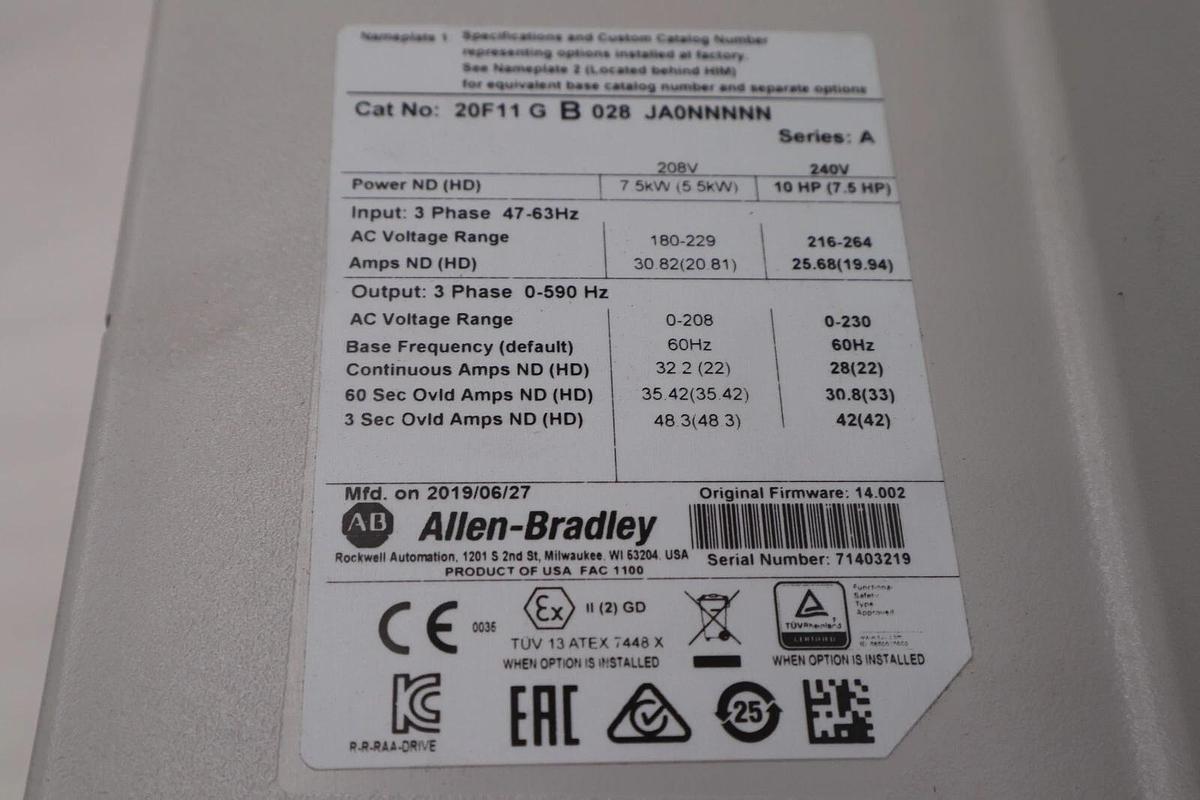 Nameplate 1 Specifications and Custom Catalog Number
representing options installed at factory.
See Nameplate 2 (Located behind HIM)
for equivalent base catalog number and separate options
Cat No: 20F11 G B 028 JA0NNNNN
Series: A
208V 240V
Power ND (HD) 7.5kW (5.5kW) 10 HP (7.5 HP)
Input: 3 Phase 47-63Hz
AC Voltage Range 180-229 216-264
Amps ND (HD) 30.82(20.81) 25.68(19.94)
Output: 3 Phase 0-590 Hz
AC Voltage Range 0-208 0-230
Base Frequency (default) 60Hz 60Hz
Continuous Amps ND (HD) 32.2 (22) 28(22)
60 Sec Ovld Amps ND (HD) 35.42(35.42) 30.8(33)
3 Sec Ovld Amps ND (HD) 48.3(48.3) 42(42)
Mfd. on 2019/06/27 Original Firmware: 14.002
AB Allen-Bradley
Rockwell Automation, 1201 S 2nd St, Milwaukee, WI 53204, USA
PRODUCT OF USA FAC 1100
Serial Number: 71403219
CE 0035
Ex II (2) GD
TÜV 13 ATEX 7448 X
WHEN OPTION IS INSTALLED
TÜVRheinland
CERTIFIED
Functional
Safety
Type
Approved
WHEN OPTION IS INSTALLED
KC
R-R-RAA-DRIVE
EAC
25